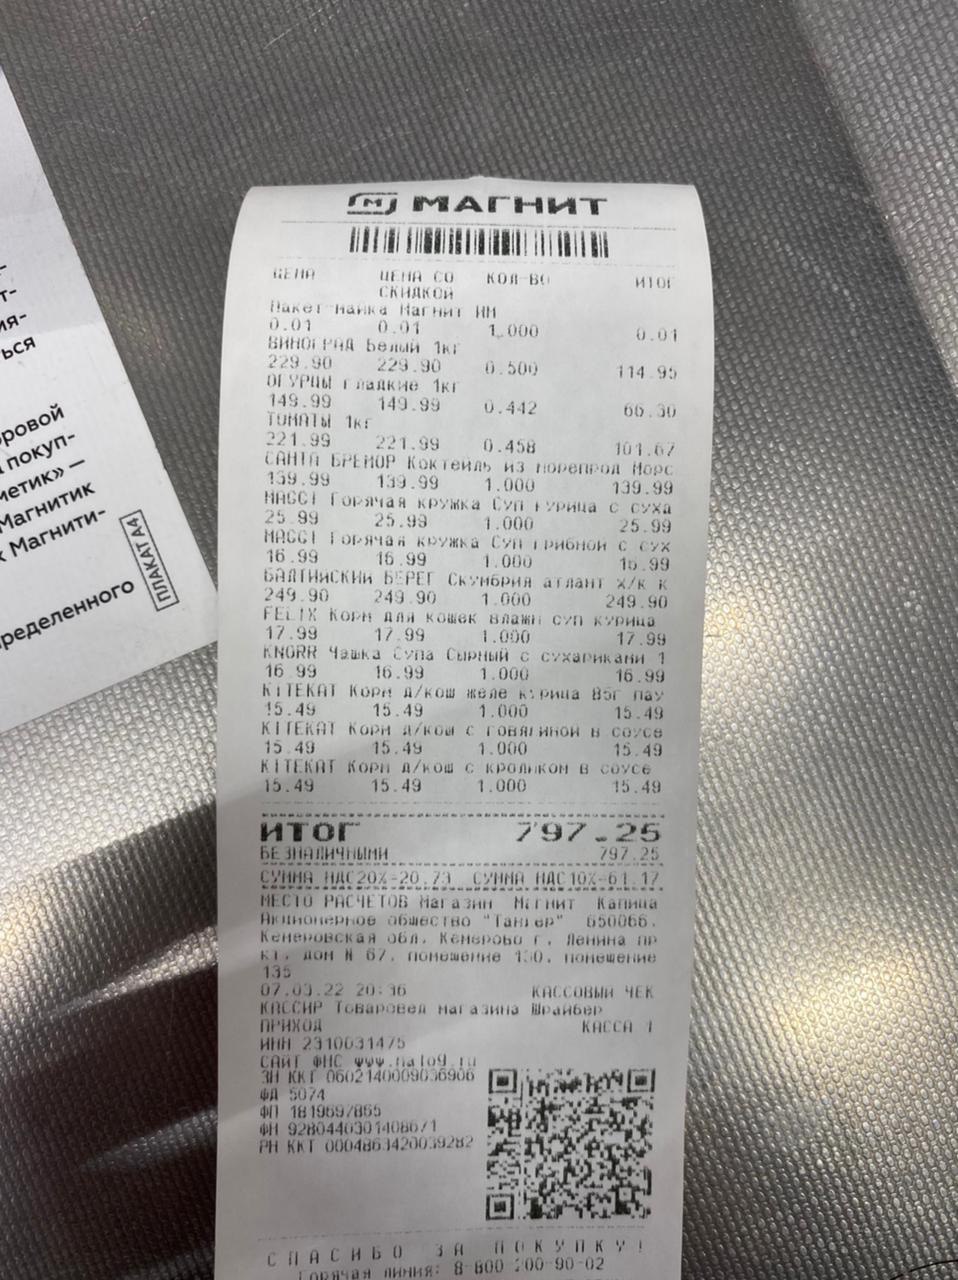 МАГНИТ
ЦЕНА ЦЕНА СО СКИДКОЙ КОЛ-ВО ИТОГ
Пакет-майка Магнит ИМ
0.01 0.01 1.000 0.01
ВИНОГРАД Белый 1кг
229.90 229.90 0.500 114.95
ОГУРЦЫ гладкие 1кг
149.99 149.99 0.442 66.30
ТОМАТЫ 1кг
221.99 221.99 0.458 101.67
САНТА БРЕМОР Коктейль из морепрод Морс
139.99 139.99 1.000 139.99
MAGGI Горячая кружка Суп курица с суха
25.99 25.99 1.000 25.99
MAGGI Горячая кружка Суп грибной с сух
16.99 16.99 1.000 16.99
БАЛТИЙСКИЙ БЕРЕГ Скумбрия атлант х/к к
249.90 249.90 1.000 249.90
FELIX Корм для кошек влажн суп курица
17.99 17.99 1.000 17.99
KNORR Чашка Супа Сырный с сухариками 1
16.99 16.99 1.000 16.99
KITEKAT Корм д/кош желе курица 85г пау
15.49 15.49 1.000 15.49
KITEKAT Корм д/кош с говядиной в соусе
15.49 15.49 1.000 15.49
KITEKAT Корм д/кош с кроликом в соусе
15.49 15.49 1.000 15.49
ИТОГ 797.25
БЕЗНАЛИЧНЫМИ 797.25
СУММА НДС20%=20.73 СУММА НДС10%=61.17
МЕСТО РАСЧЕТОВ Магазин Магнит Капица
Акционерное общество "Тандер" 650066,
Кемеровская обл, Кемерово г, Ленина пр
кт, дом N 67, помещение 130, помещение
135
07.03.22 20:36 КАССОВЫЙ ЧЕК
КАССИР Товаровед магазина Шрайбер
ПРИХОД КАССА 1
ИНН 2310031475
САЙТ ФНС www.nalog.ru
ЗН ККТ 0602140009036906
ФД 5074
ФП 1819697865
ФН 9280440301408671
РН ККТ 0004863420039282
СПАСИБО ЗА ПОКУПКУ!
Горячая линия: 8-800 200-90-02
т-
ия-
ься
ровой
покуп-
метик» —
Магнитик
к Магнити-
пределенного
ПЛАКАТ А4